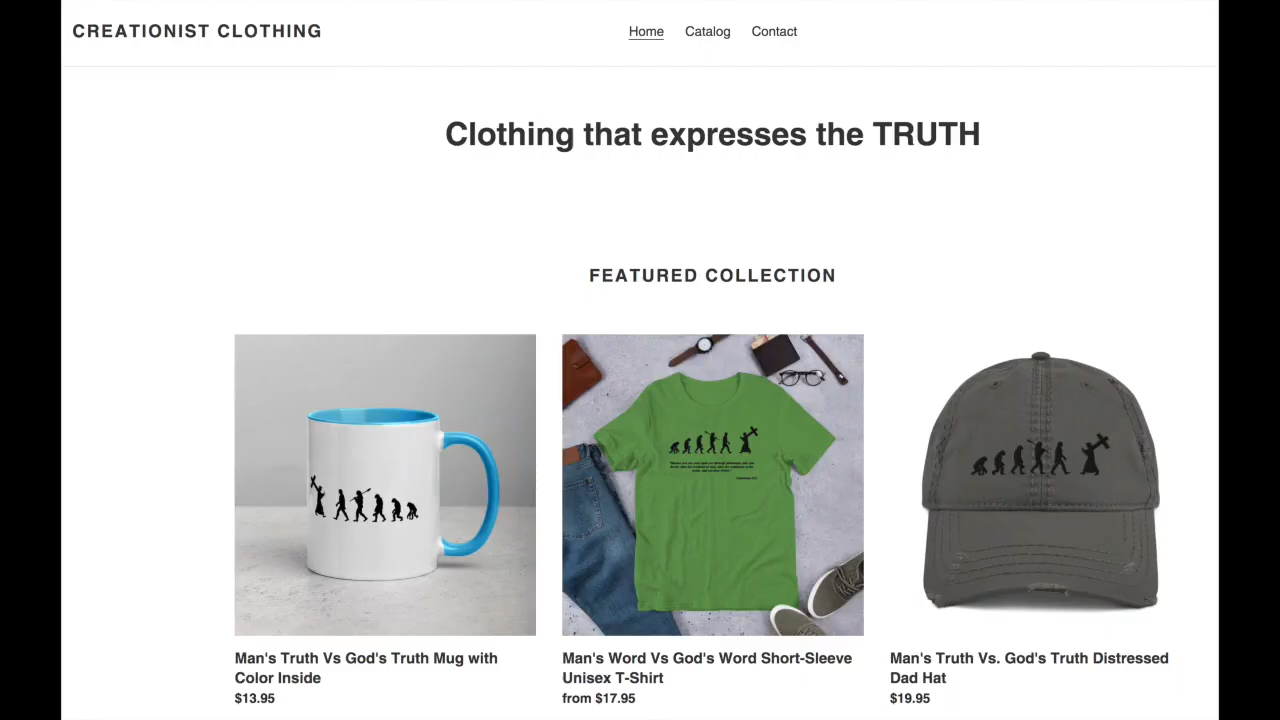 CREATIONIST CLOTHING
Home Catalog Contact
Clothing that expresses the TRUTH
FEATURED COLLECTION
Man's Truth Vs God's Truth Mug with
Color Inside
$13.95
Man's Word Vs God's Word Short-Sleeve
Unisex T-Shirt
from $17.95
Man's Truth Vs. God's Truth Distressed
Dad Hat
$19.95